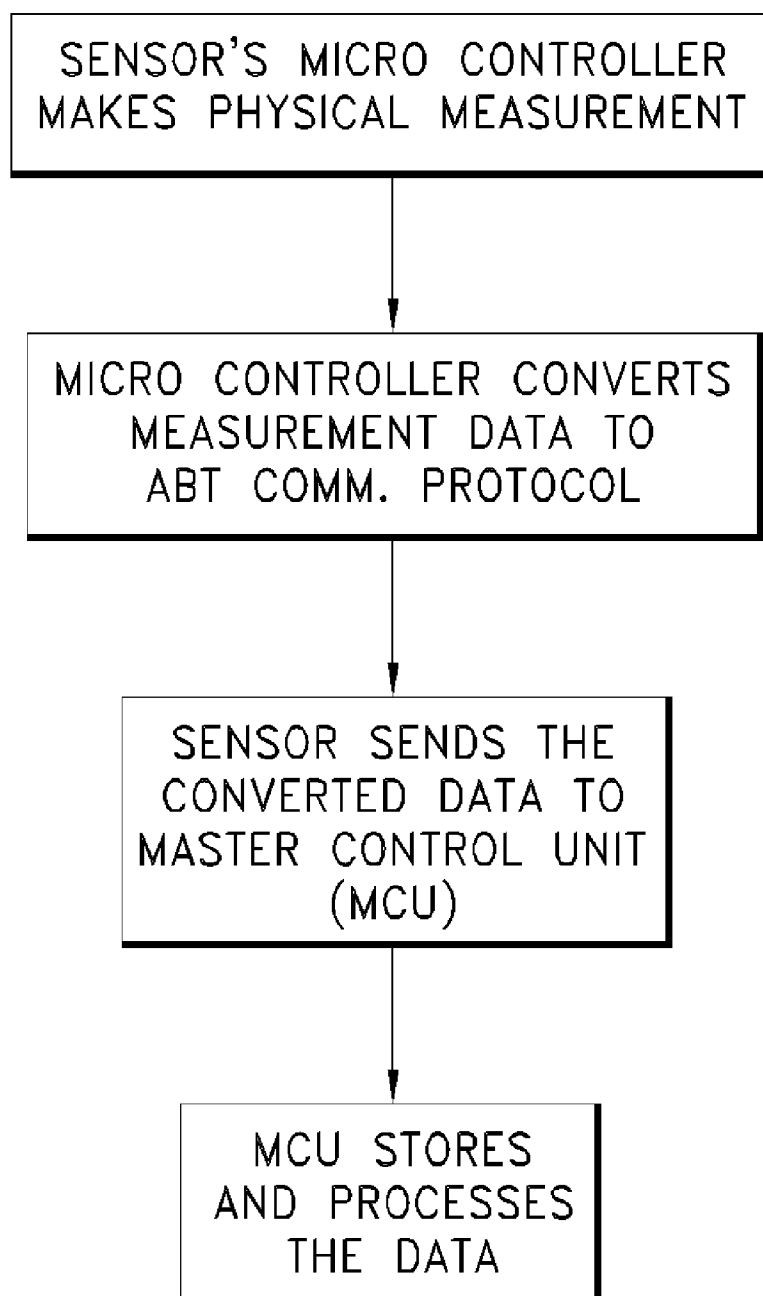 SENSOR'S MICRO CONTROLLER
MAKES PHYSICAL MEASUREMENT
MICRO CONTROLLER CONVERTS
MEASUREMENT DATA TO
ABT COMM. PROTOCOL
SENSOR SENDS THE
CONVERTED DATA TO
MASTER CONTROL UNIT
(MCU)
MCU STORES
AND PROCESSES
THE DATA